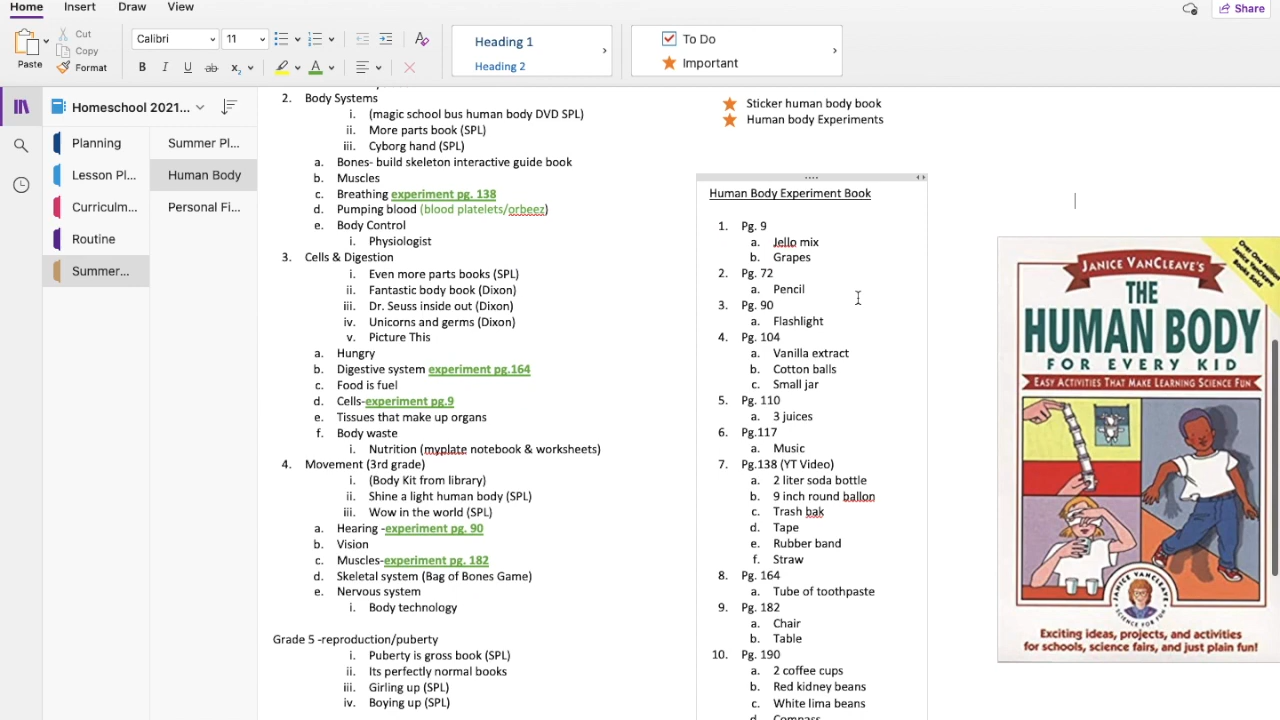 Home Insert Draw View
Share
Paste
Cut
Copy
Format
Calibri 11
B I U ab x₂ A
Heading 1
Heading 2
To Do
Important
Homeschool 2021...
Planning
Lesson Pl...
Curriculum...
Routine
Summer...
Summer Pl...
Human Body
Personal Fi...
2. Body Systems
i. (magic school bus human body DVD SPL)
ii. More parts book (SPL)
iii. Cyborg hand (SPL)
a. Bones- build skeleton interactive guide book
b. Muscles
c. Breathing experiment pg. 138
d. Pumping blood (blood platelets/orbeez)
e. Body Control
i. Physiologist
3. Cells & Digestion
i. Even more parts books (SPL)
ii. Fantastic body book (Dixon)
iii. Dr. Seuss inside out (Dixon)
iv. Unicorns and germs (Dixon)
v. Picture This
a. Hungry
b. Digestive system experiment pg.164
c. Food is fuel
d. Cells-experiment pg.9
e. Tissues that make up organs
f. Body waste
i. Nutrition (myplate notebook & worksheets)
4. Movement (3rd grade)
i. (Body Kit from library)
ii. Shine a light human body (SPL)
iii. Wow in the world (SPL)
a. Hearing -experiment pg. 90
b. Vision
c. Muscles-experiment pg. 182
d. Skeletal system (Bag of Bones Game)
e. Nervous system
i. Body technology
Grade 5 -reproduction/puberty
i. Puberty is gross book (SPL)
ii. Its perfectly normal books
iii. Girling up (SPL)
iv. Boying up (SPL)
Sticker human body book
Human body Experiments
Human Body Experiment Book
1. Pg. 9
a. Jello mix
b. Grapes
2. Pg. 72
a. Pencil
3. Pg. 90
a. Flashlight
4. Pg. 104
a. Vanilla extract
b. Cotton balls
c. Small jar
5. Pg. 110
a. 3 juices
6. Pg.117
a. Music
7. Pg.138 (YT Video)
a. 2 liter soda bottle
b. 9 inch round ballon
c. Trash bak
d. Tape
e. Rubber band
f. Straw
8. Pg. 164
a. Tube of toothpaste
9. Pg. 182
a. Chair
b. Table
10. Pg. 190
a. 2 coffee cups
b. Red kidney beans
c. White lima beans
d. Compass
Over One Million
Janice VanCleave
Books Sold
JANICE VANCLEAVE'S
THE
HUMAN BODY
FOR EVERY KID
EASY ACTIVITIES THAT MAKE LEARNING SCIENCE FUN
JANICE VANCLEAVE'S
SCIENCE FOR FUN
Exciting ideas, projects, and activities
for schools, science fairs, and just plain fun!